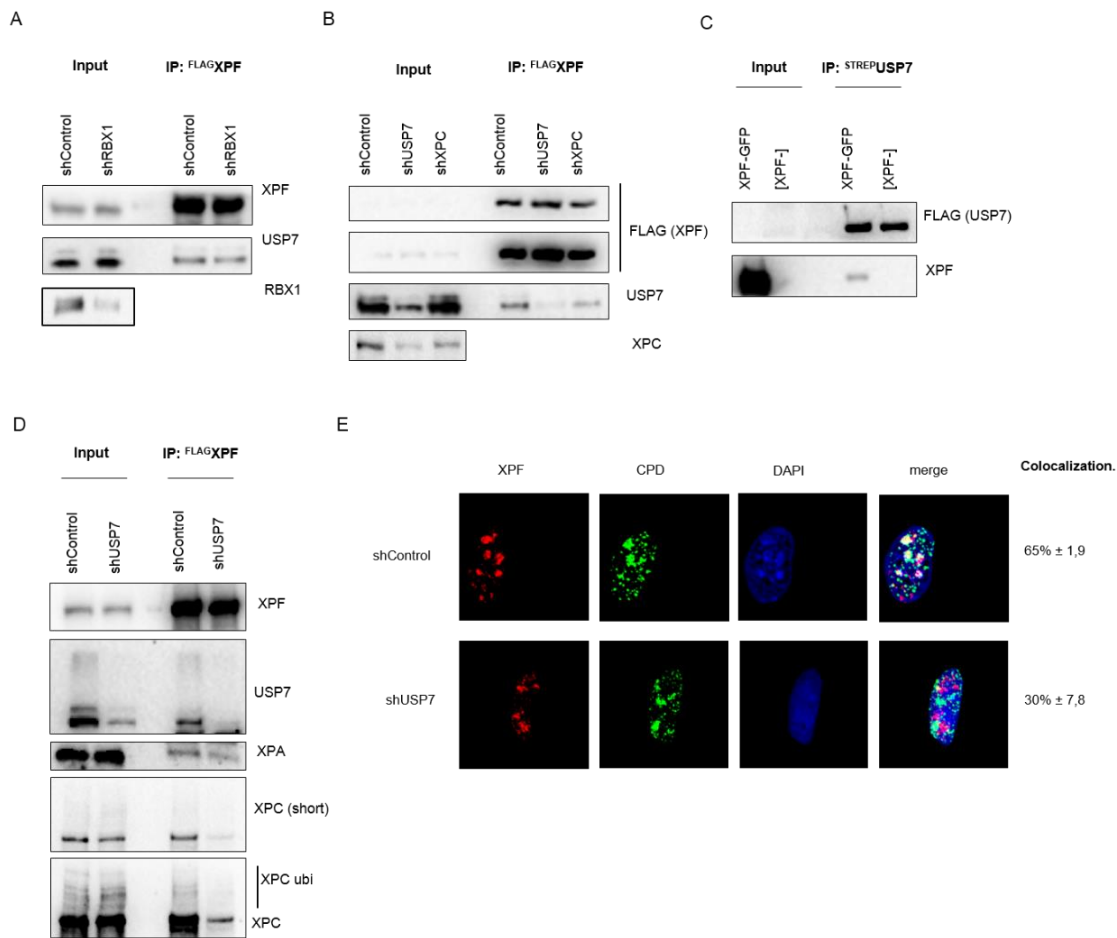 A
Input
IP: FLAGXPF
shControl
shRBX1
shControl
shRBX1
XPF
USP7
RBX1
B
Input
IP: FLAGXPF
shControl
shUSP7
shXPC
shControl
shUSP7
shXPC
FLAG (XPF)
USP7
XPC
C
Input
IP: STREPUSP7
XPF-GFP
[XPF-]
XPF-GFP
[XPF-]
FLAG (USP7)
XPF
D
Input
IP: FLAGXPF
shControl
shUSP7
shControl
shUSP7
XPF
USP7
XPA
XPC (short)
XPC ubi
XPC
E
XPF
CPD
DAPI
merge
Colocalization.
shControl
65% ± 1,9
shUSP7
30% ± 7,8